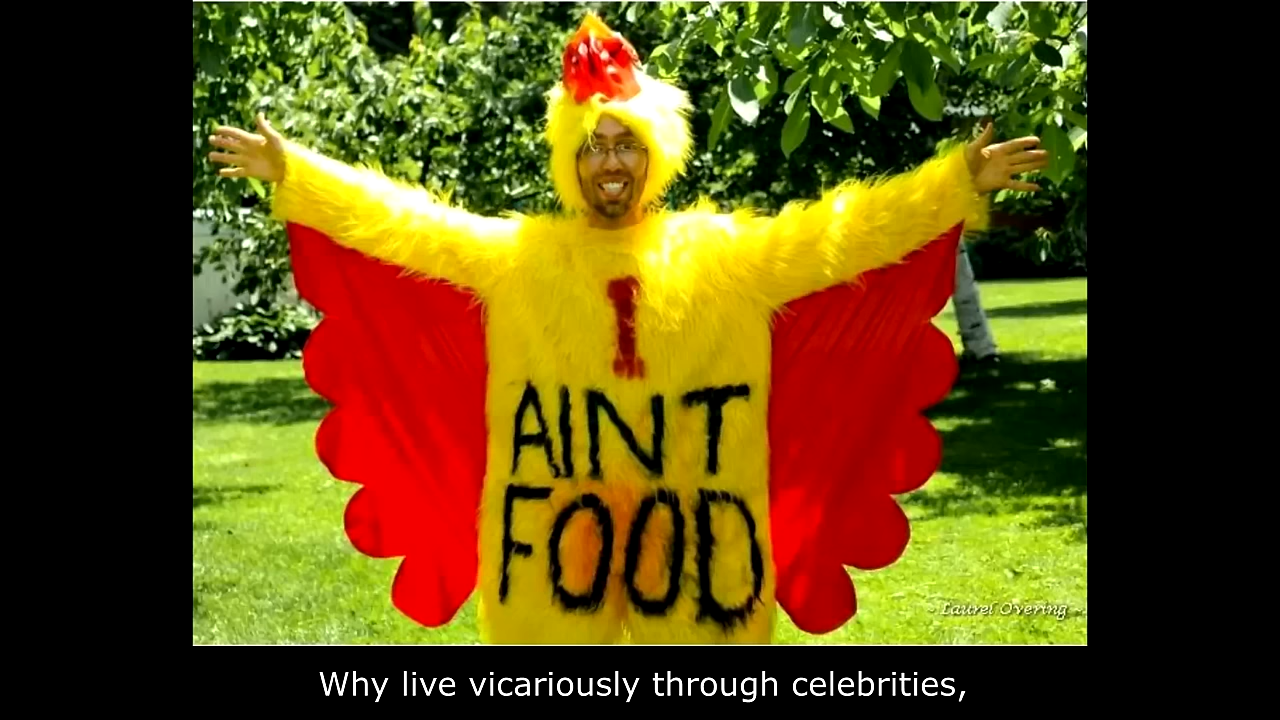 I
AINT
FOOD
~ Laurel Overing ~
Why live vicariously through celebrities,